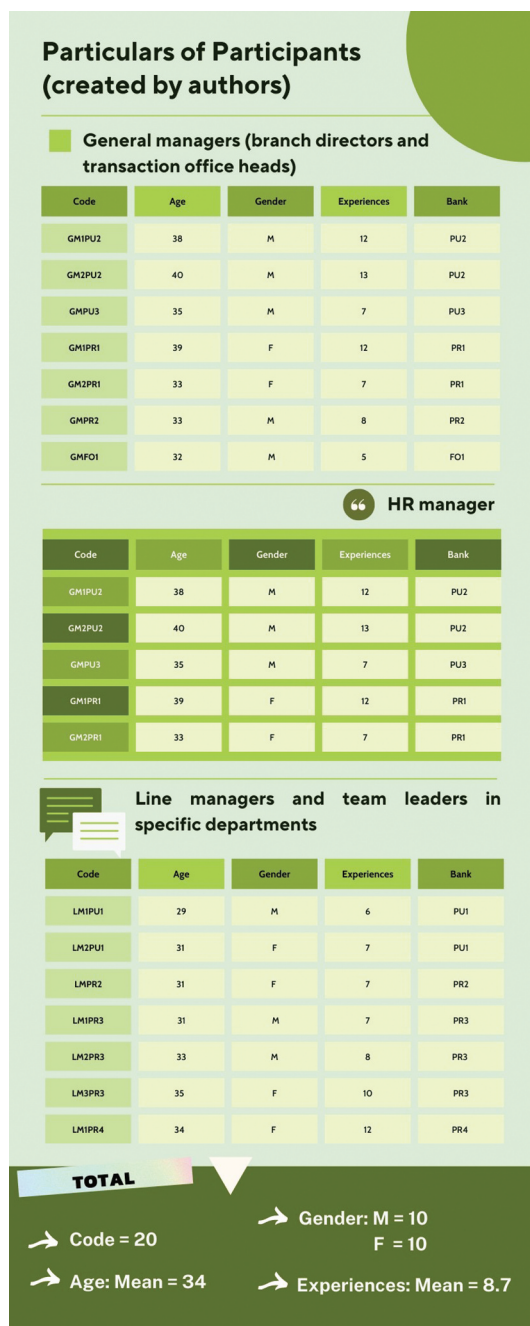 Particulars of Participants
(created by authors)
General managers (branch directors and
transaction office heads)
Code Age Gender Experiences Bank
GM1PU2 38 M 12 PU2
GM2PU2 40 M 13 PU2
GMPU3 35 M 7 PU3
GM1PR1 39 F 12 PR1
GM2PR1 33 F 7 PR1
GMPR2 33 M 8 PR2
GMFO1 32 M 5 FO1
HR manager
Code Age Gender Experiences Bank
GM1PU2 38 M 12 PU2
GM2PU2 40 M 13 PU2
GMPU3 35 M 7 PU3
GM1PR1 39 F 12 PR1
GM2PR1 33 F 7 PR1
Line managers and team leaders in
specific departments
Code Age Gender Experiences Bank
LM1PU1 29 M 6 PU1
LM2PU1 31 F 7 PU1
LMPR2 31 F 7 PR2
LM1PR3 31 M 7 PR3
LM2PR3 33 M 8 PR3
LM3PR3 35 F 10 PR3
LM1PR4 34 F 12 PR4
TOTAL
Code = 20
Age: Mean = 34
Gender: M = 10
F = 10
Experiences: Mean = 8.7